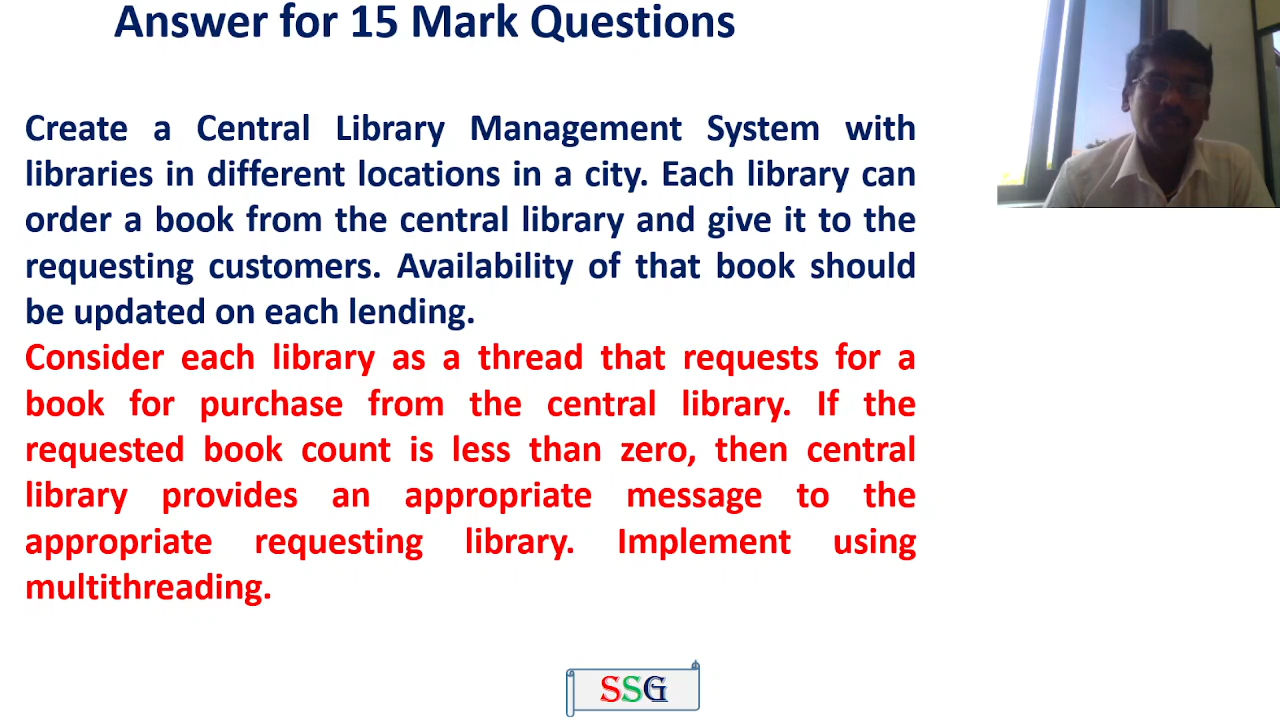 Answer for 15 Mark Questions
Create a Central Library Management System with
libraries in different locations in a city. Each library can
order a book from the central library and give it to the
requesting customers. Availability of that book should
be updated on each lending.
Consider each library as a thread that requests for a
book for purchase from the central library. If the
requested book count is less than zero, then central
library provides an appropriate message to the
appropriate requesting library. Implement using
multithreading.
SSG